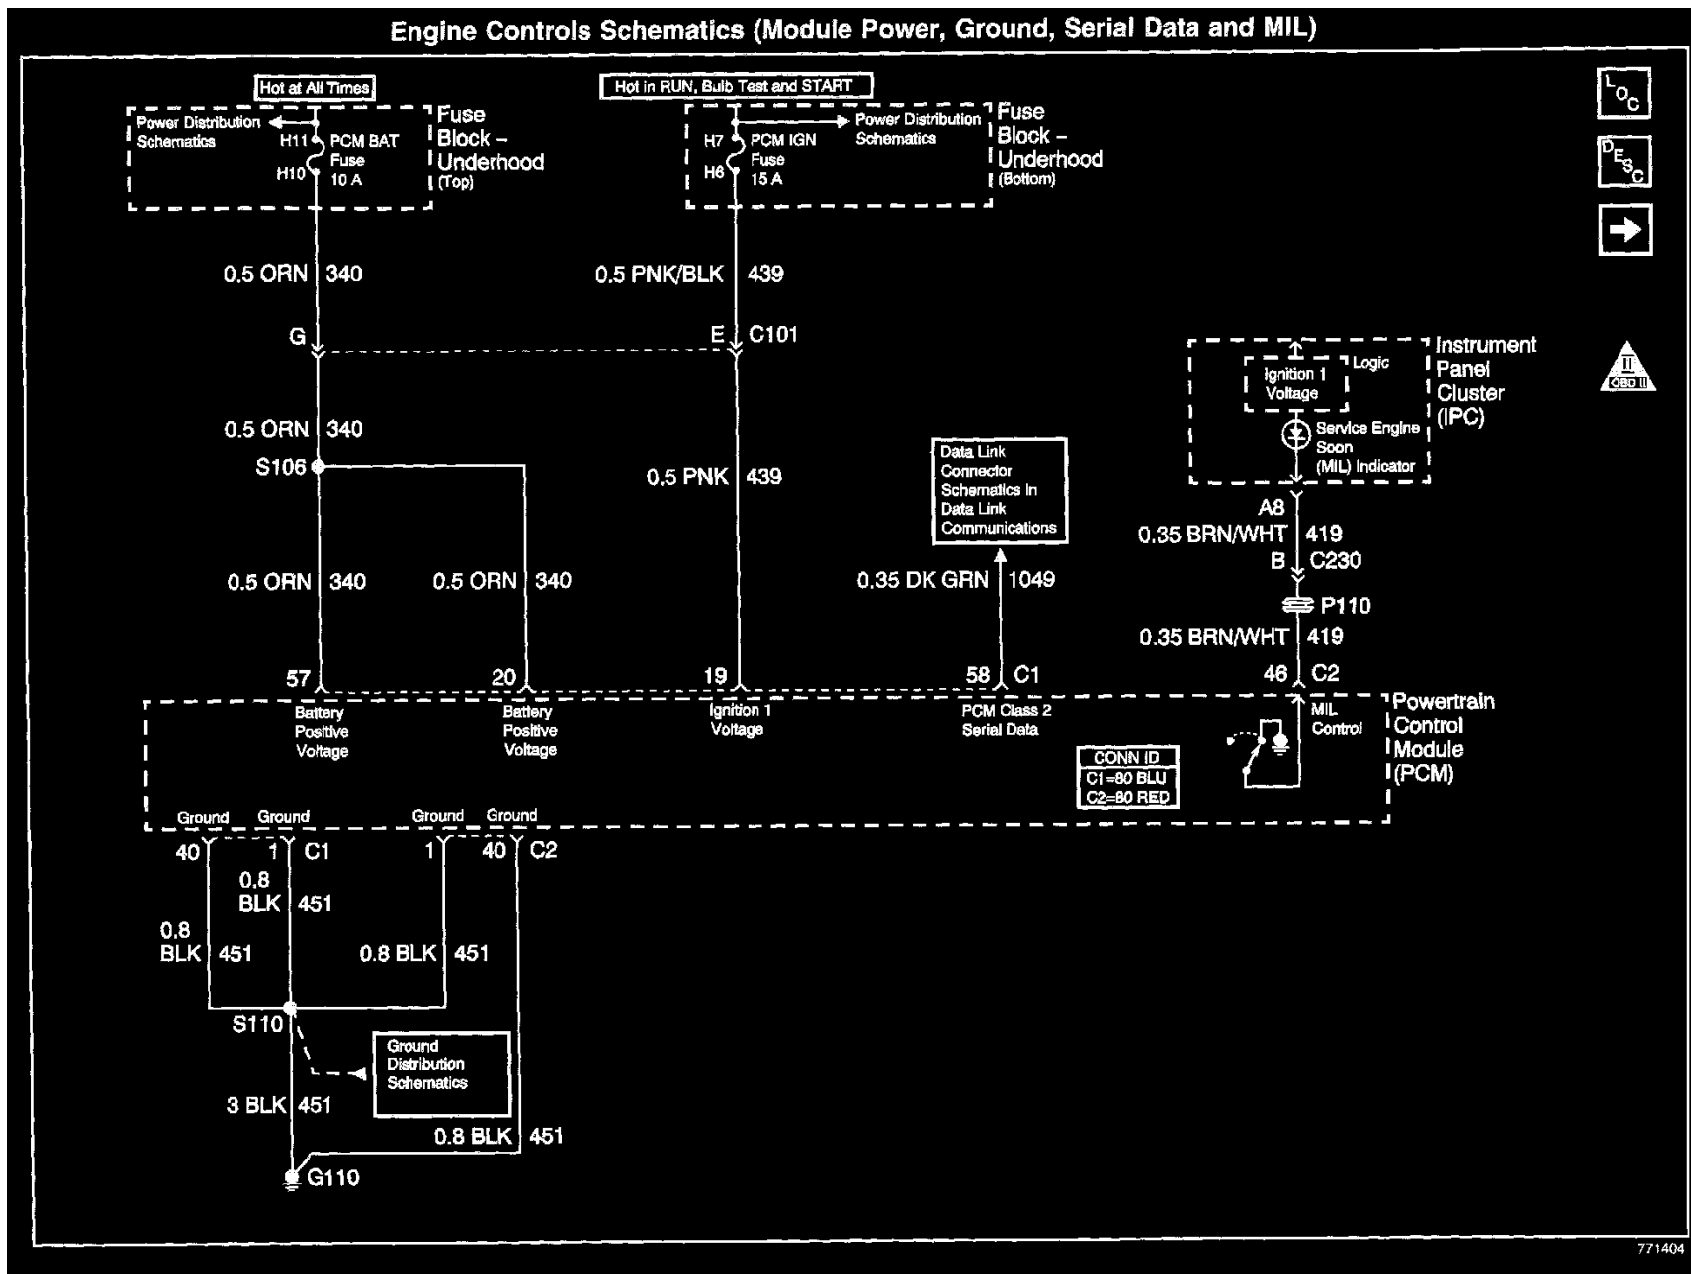 Engine Controls Schematics (Module Power, Ground, Serial Data and MIL)
Hot at All Times
Hot in RUN, Bulb Test and START
LOC
DESC
Power Distribution
Schematics
H11
H10
PCM BAT
Fuse
10 A
Fuse
Block –
Underhood
(Top)
H7
H6
PCM IGN
Fuse
15 A
Power Distribution
Schematics
Fuse
Block –
Underhood
(Bottom)
0.5 ORN 340
0.5 PNK/BLK 439
G
E C101
Ignition 1
Voltage
Logic
Instrument
Panel
Cluster
(IPC)
II
OBD II
Service Engine
Soon
(MIL) Indicator
0.5 ORN 340
S106
0.5 PNK 439
Data Link
Connector
Schematics In
Data Link
Communications
A8
0.35 BRN/WHT 419
B C230
P110
0.35 BRN/WHT 419
0.5 ORN 340
0.5 ORN 340
0.35 DK GRN 1049
57
20
19
58 C1
46 C2
Battery
Positive
Voltage
Battery
Positive
Voltage
Ignition 1
Voltage
PCM Class 2
Serial Data
MIL
Control
Powertrain
Control
Module
(PCM)
CONN ID
C1=80 BLU
C2=80 RED
Ground Ground Ground Ground
40 1 C1 1 40 C2
0.8
BLK 451
0.8
BLK 451
0.8 BLK 451
S110
Ground
Distribution
Schematics
3 BLK 451
0.8 BLK 451
G110
771404